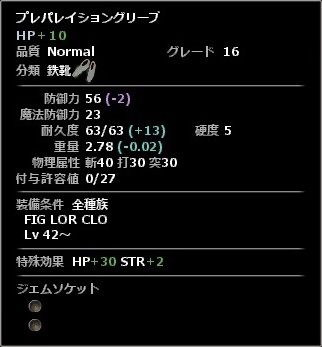 プレパレイショングリーブ
HP+10
品質 Normal グレード 16
分類 鉄靴
防御力 56 (-2)
魔法防御力 23
耐久度 63/63 (+13) 硬度 5
重量 2.78 (-0.02)
物理属性 斬40 打30 突30
付与許容値 0/27
装備条件 全種族
FIG LOR CLO
Lv 42～
特殊効果 HP+30 STR+2
ジェムソケット